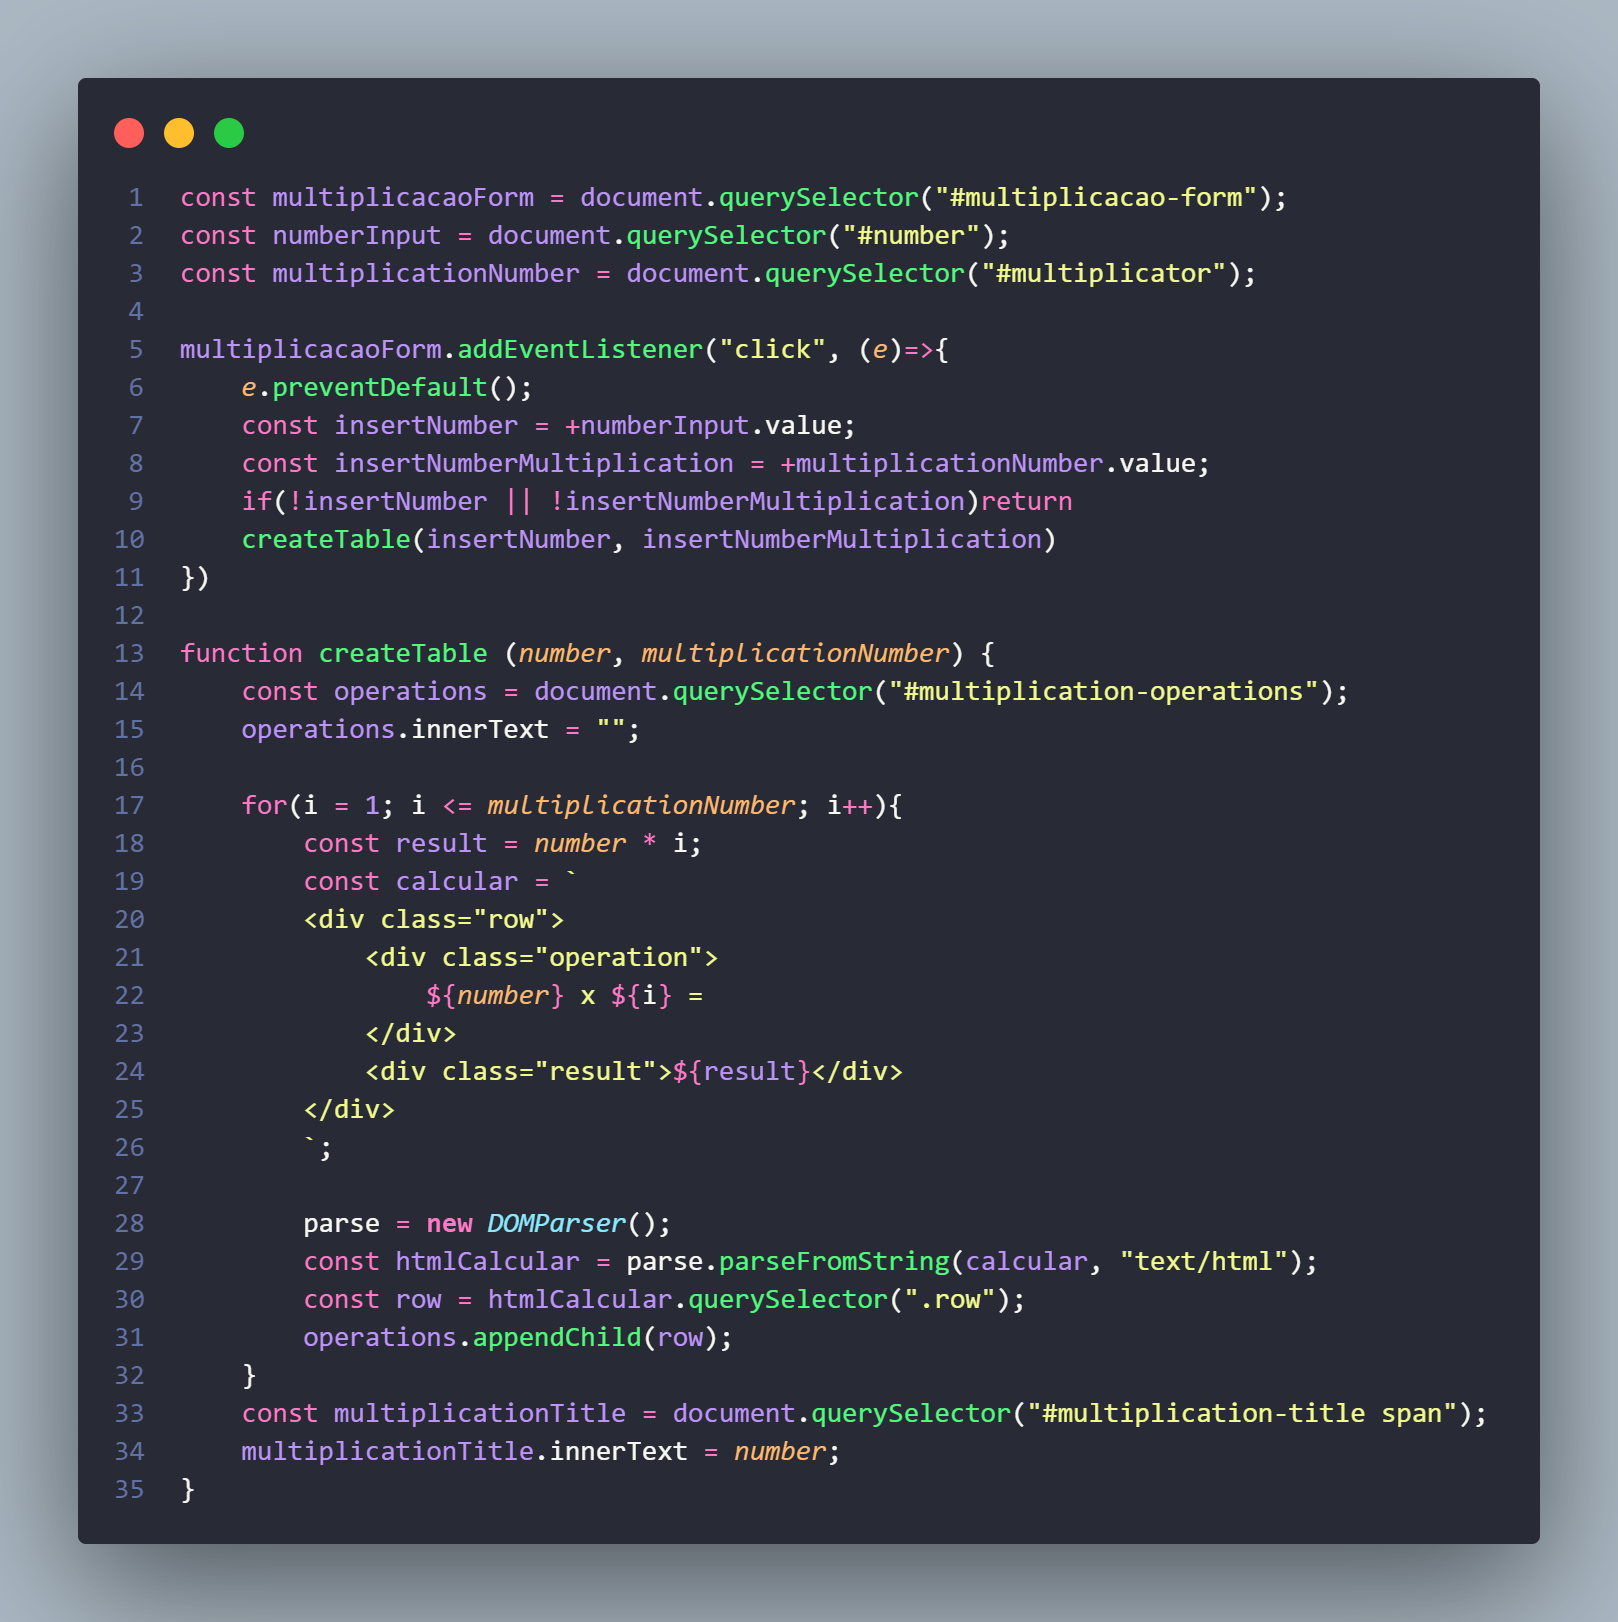 1 const multiplicacaoForm = document.querySelector("#multiplicacao-form");
2 const numberInput = document.querySelector("#number");
3 const multiplicationNumber = document.querySelector("#multiplicator");
4
5 multiplicacaoForm.addEventListener("click", (e)=>{
6     e.preventDefault();
7     const insertNumber = +numberInput.value;
8     const insertNumberMultiplication = +multiplicationNumber.value;
9     if(!insertNumber || !insertNumberMultiplication)return
10     createTable(insertNumber, insertNumberMultiplication)
11 })
12
13 function createTable (number, multiplicationNumber) {
14     const operations = document.querySelector("#multiplication-operations");
15     operations.innerText = "";
16
17     for(i = 1; i <= multiplicationNumber; i++){
18         const result = number * i;
19         const calcular = `
20         <div class="row">
21             <div class="operation">
22                 ${number} x ${i} =
23             </div>
24             <div class="result">${result}</div>
25         </div>
26         `;
27
28         parse = new DOMParser();
29         const htmlCalcular = parse.parseFromString(calcular, "text/html");
30         const row = htmlCalcular.querySelector(".row");
31         operations.appendChild(row);
32     }
33     const multiplicationTitle = document.querySelector("#multiplication-title span");
34     multiplicationTitle.innerText = number;
35 }